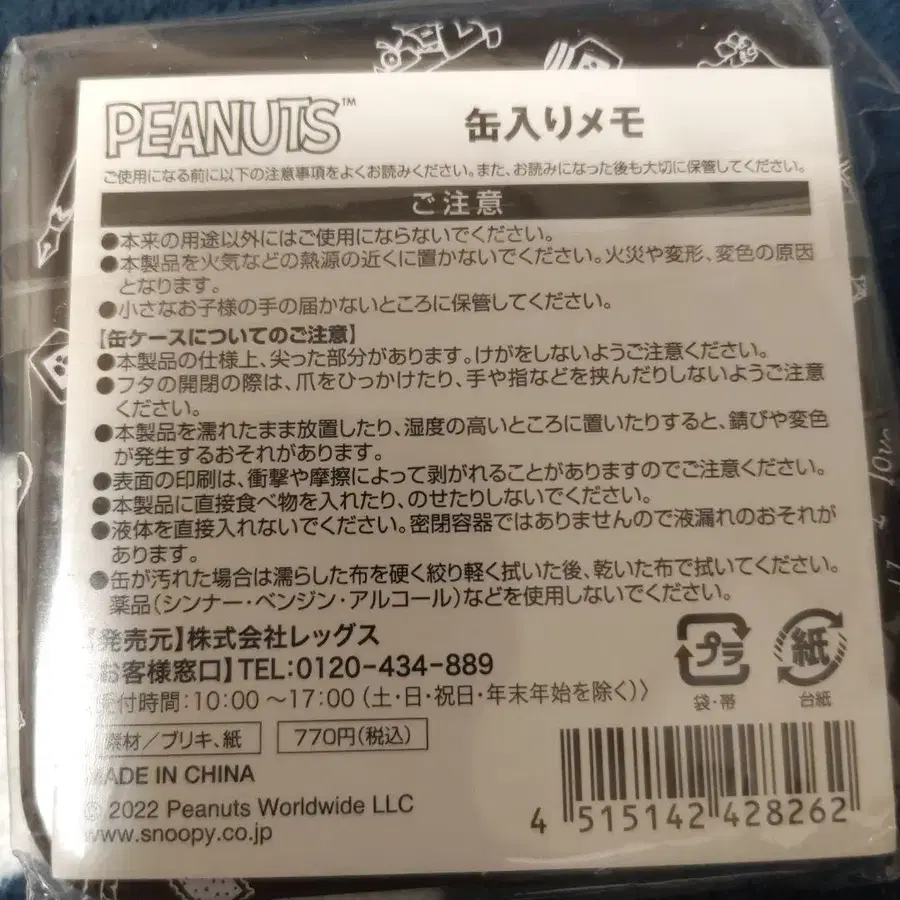 PEANUTS™ 缶入りメモ
ご使用になる前に以下の注意事項をよくお読みください。また、お読みになった後も大切に保管してください。
ご注意
●本来の用途以外にはご使用にならないでください。
●本製品を火気などの熱源の近くに置かないでください。火災や変形、変色の原因
となります。
●小さなお子様の手の届かないところに保管してください。
【缶ケースについてのご注意】
●本製品の仕様上、尖った部分があります。けがをしないようご注意ください。
●フタの開閉の際は、爪をひっかけたり、手や指などを挟んだりしないようご注意
ください。
●本製品を濡れたまま放置したり、湿度の高いところに置いたりすると、錆びや変色
が発生するおそれがあります。
●表面の印刷は、衝撃や摩擦によって剥がれることがありますのでご注意ください。
●本製品に直接食べ物を入れたり、のせたりしないでください。
●液体を直接入れないでください。密閉容器ではありませんので液漏れのおそれが
あります。
●缶が汚れた場合は濡らした布を硬く絞り軽く拭いた後、乾いた布で拭いてください。
薬品(シンナー・ベンジン・アルコール)などを使用しないでください。
【発売元】株式会社レッグス
【お客様窓口】TEL:0120-434-889
受付時間:10:00～17:00(土・日・祝日・年末年始を除く)〉
プラ
袋・帯
紙
台紙
素材/ブリキ、紙 770円(税込)
MADE IN CHINA
© 2022 Peanuts Worldwide LLC
www.snoopy.co.jp
4 515142 428262